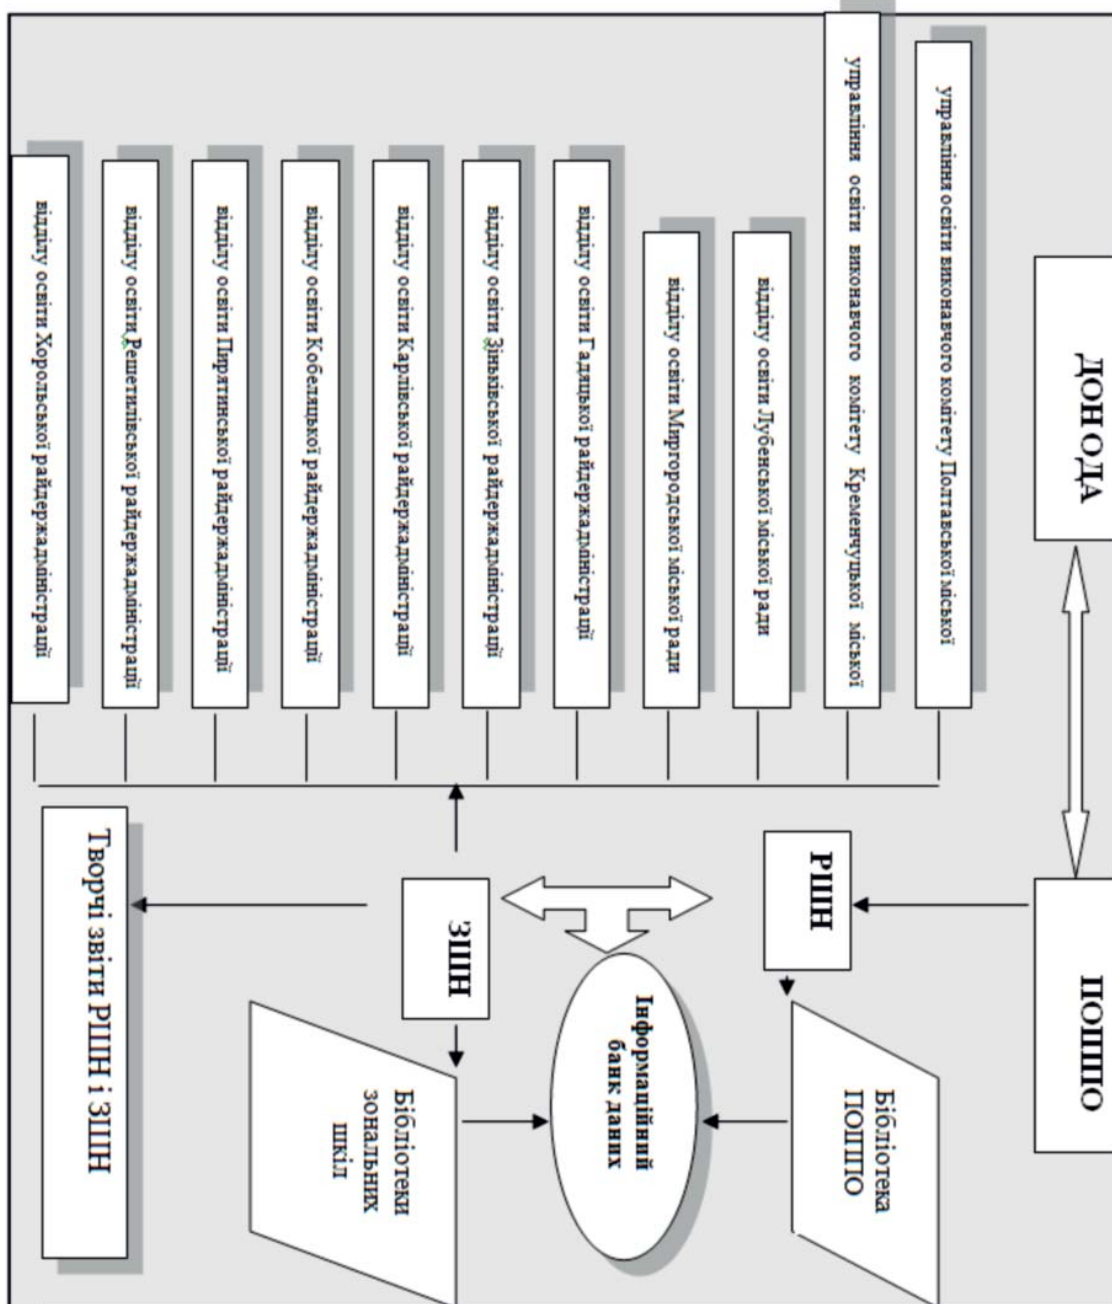 ДОН ОДА
ПОІППО
управління освіти виконавчого комітету Полтавської міської
управління освіти виконавчого комітету Кременчуцької міської
відділу освіти Лубенської міської ради
відділу освіти Миргородської міської ради
відділу освіти Гадяцької райдержадміністрації
відділу освіти Зіньківської райдержадміністрації
відділу освіти Карлівської райдержадміністрації
відділу освіти Кобеляцької райдержадміністрації
відділу освіти Пирятинської райдержадміністрації
відділу освіти Решетилівської райдержадміністрації
відділу освіти Хорольської райдержадміністрації
РШН
Бібліотека
ПОІППО
Інформаційний
банк даних
ЗШН
Бібліотеки
зональних
шкіл
Творчі звіти РШН і ЗШН